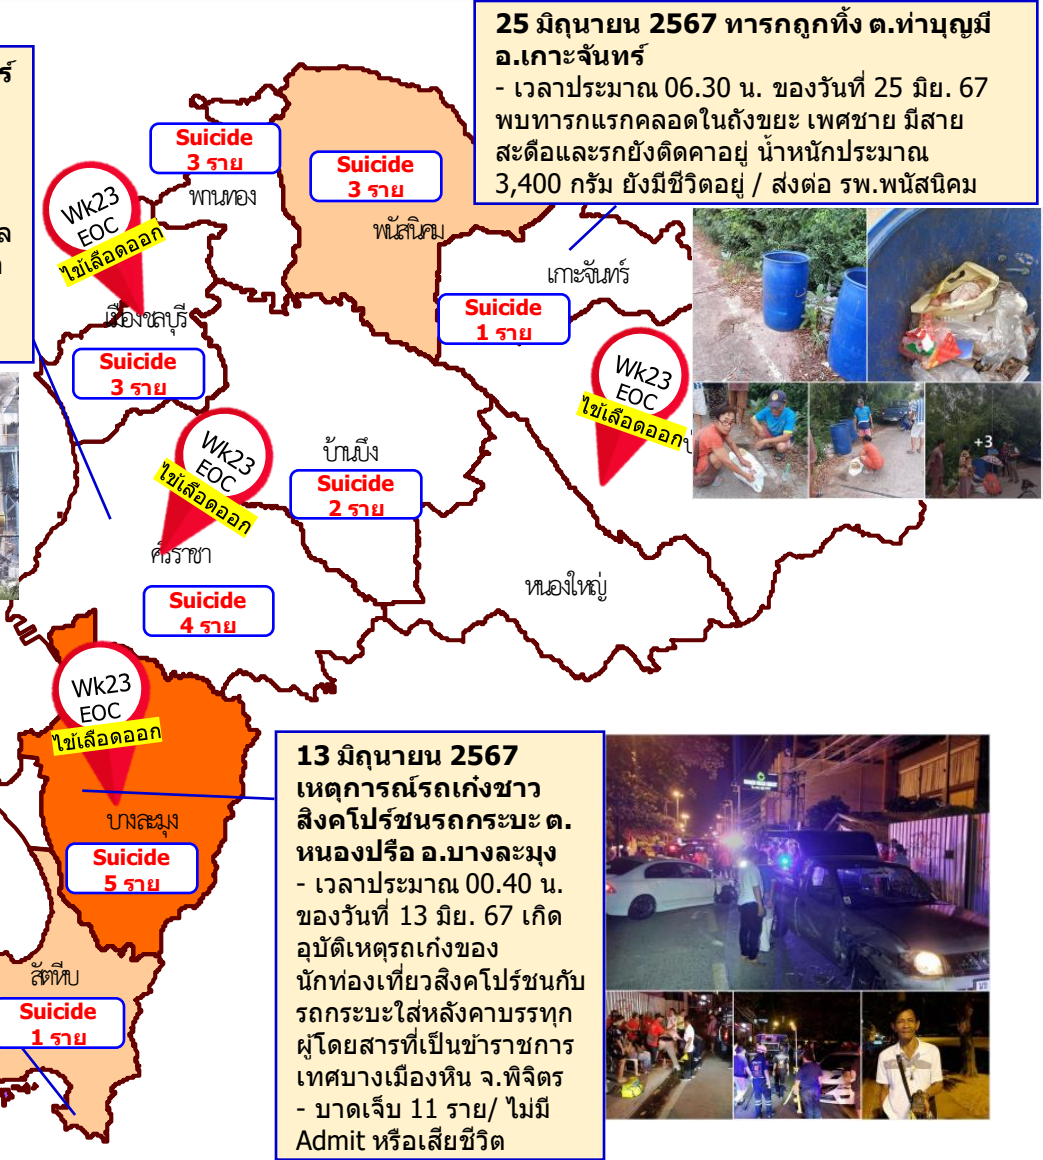 25 มิถุนายน 2567 ทารกถูกทิ้ง ต.ท่าบุญมี
อ.เกาะจันทร์
- เวลาประมาณ 06.30 น. ของวันที่ 25 มิย. 67
พบทารกแรกคลอดในถังขยะ เพศชาย มีสาย
สะดือและรกยังติดคาอยู่ น้ำหนักประมาณ
3,400 กรัม ยังมีชีวิตอยู่ / ส่งต่อ รพ.พนัสนิคม
ร์
ล
Suicide
3 ราย
พานทอง
Suicide
3 ราย
พนัสนิคม
Wk23
EOC
ไข้เลือดออก
เมืองชลบุรี
Suicide
3 ราย
เกาะจันทร์
Suicide
1 ราย
Wk23
EOC
ไข้เลือดออก
+3
Wk23
EOC
ไข้เลือดออก
บ้านบึง
Suicide
2 ราย
ศรีราชา
Suicide
4 ราย
หนองใหญ่
Wk23
EOC
ไข้เลือดออก
บางละมุง
Suicide
5 ราย
สัตหีบ
Suicide
1 ราย
13 มิถุนายน 2567
เหตุการณ์รถเก๋งชาว
สิงคโปร์ชนรถกระบะ ต.
หนองปรือ อ.บางละมุง
- เวลาประมาณ 00.40 น.
ของวันที่ 13 มิย. 67 เกิด
อุบัติเหตุรถเก๋งของ
นักท่องเที่ยวสิงคโปร์ชนกับ
รถกระบะใส่หลังคาบรรทุก
ผู้โดยสารที่เป็นข้าราชการ
เทศบางเมืองหิน จ.พิจิตร
- บาดเจ็บ 11 ราย/ ไม่มี
Admit หรือเสียชีวิต